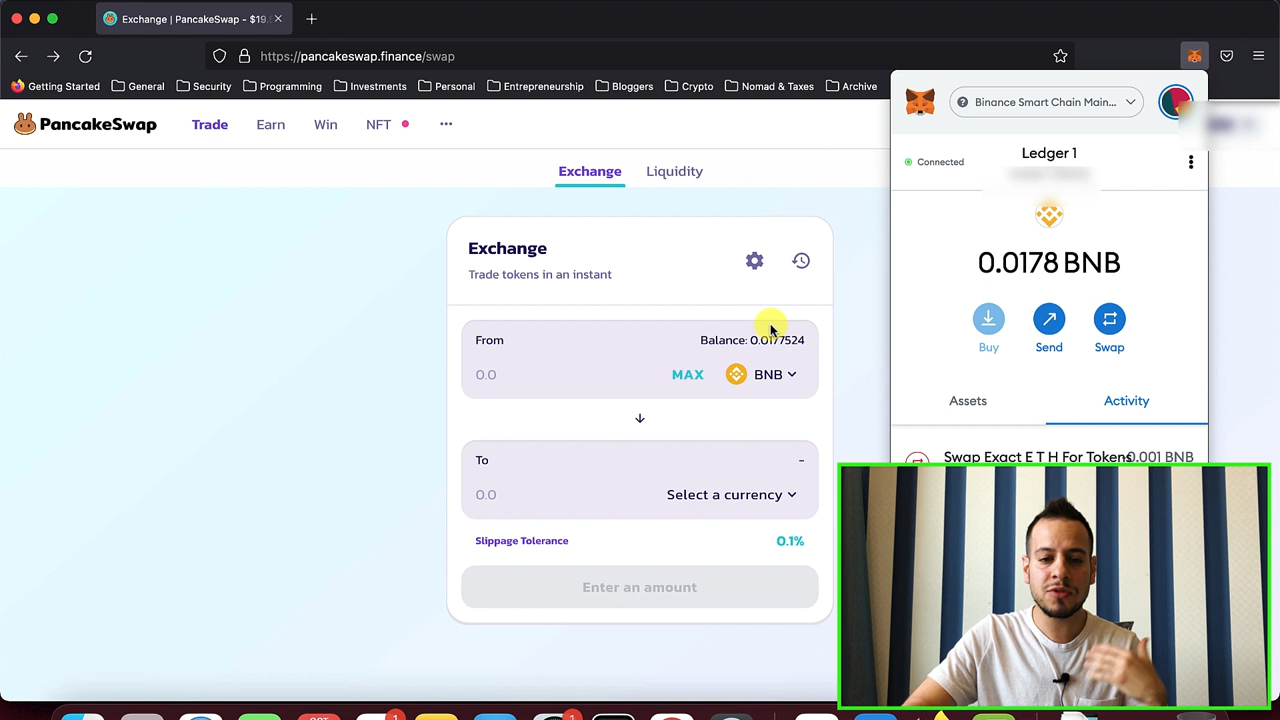 Exchange | PancakeSwap - $19.
https://pancakeswap.finance/swap
Getting Started General Security Programming Investments Personal Entrepreneurship Bloggers Crypto Nomad & Taxes Archive
PancakeSwap Trade Earn Win NFT
Exchange Liquidity
Exchange
Trade tokens in an instant
From
Balance: 0.0177524
0.0 MAX BNB
To -
0.0 Select a currency
Slippage Tolerance 0.1%
Enter an amount
Binance Smart Chain Main...
Connected
Ledger 1
0.0178 BNB
Buy Send Swap
Assets Activity
Swap Exact E T H For Tokens -0.001 BNB
OCT 1 1